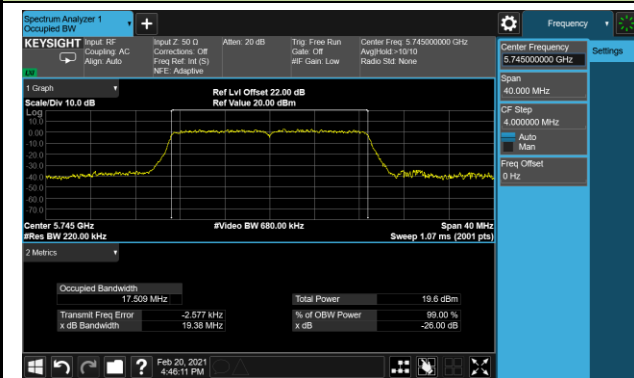 Spectrum Analyzer 1
Occupied BW
Frequency
KEYSIGHT
Input: RF
Coupling: AC
Align: Auto
Input Z: 50 Ω
Corrections: Off
Freq Ref: Int (S)
NFE: Adaptive
Atten: 20 dB
Trig: Free Run
Gate: Off
#IF Gain: Low
Center Freq: 5.745000000 GHz
Avg|Hold:>10/10
Radio Std: None
Center Frequency
5.745000000 GHz
Settings
Span
40.000 MHz
CF Step
4.000000 MHz
Auto
Man
Freq Offset
0 Hz
1 Graph
Scale/Div 10.0 dB
Ref Lvl Offset 22.00 dB
Ref Value 20.00 dBm
Log
10.0
0.00
-10.0
-20.0
-30.0
-40.0
-50.0
-60.0
-70.0
Center 5.745 GHz
#Video BW 680.00 kHz
Span 40 MHz
#Res BW 220.00 kHz
Sweep 1.07 ms (2001 pts)
2 Metrics
Occupied Bandwidth
17.509 MHz
Total Power
19.6 dBm
Transmit Freq Error
-2.577 kHz
% of OBW Power
99.00 %
x dB Bandwidth
19.38 MHz
x dB
-26.00 dB
?
Feb 20, 2021
4:46:11 PM